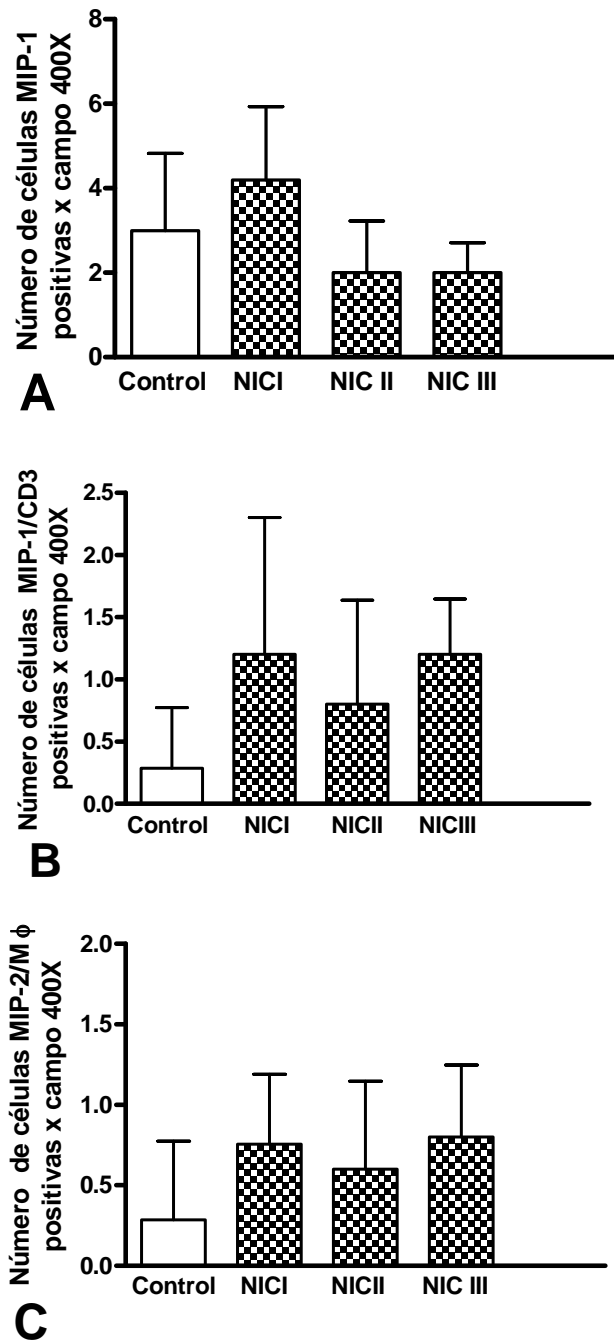 Número de células MIP-1
positivas x campo 400X
8
6
4
2
0
Control NICI NIC II NIC III
A
Número de células MIP-1/CD3
positivas x campo 400X
2.5
2.0
1.5
1.0
0.5
0.0
Control NICI NICII NICIII
B
Número de células MIP-2/M ϕ
positivas x campo 400X
2.0
1.5
1.0
0.5
0.0
Control NICI NICII NIC III
C